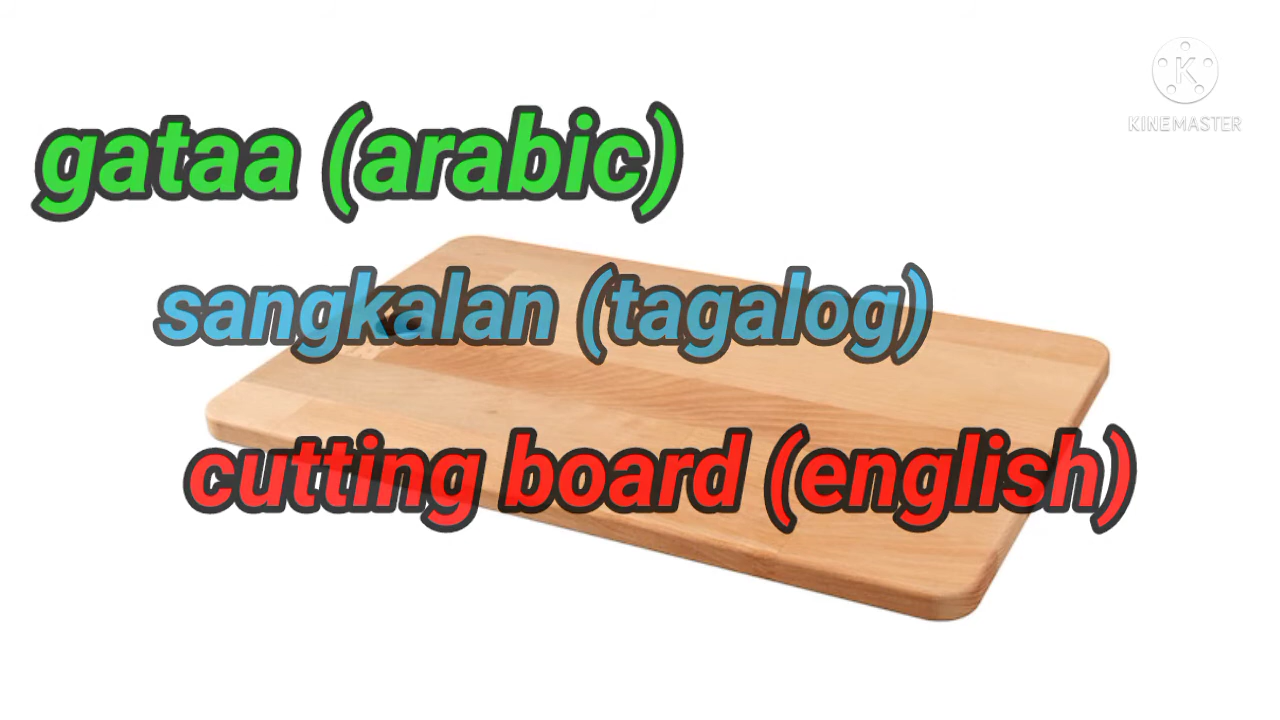 KINEMASTER
gataa (arabic)
sangkalan (tagalog)
cutting board (english)